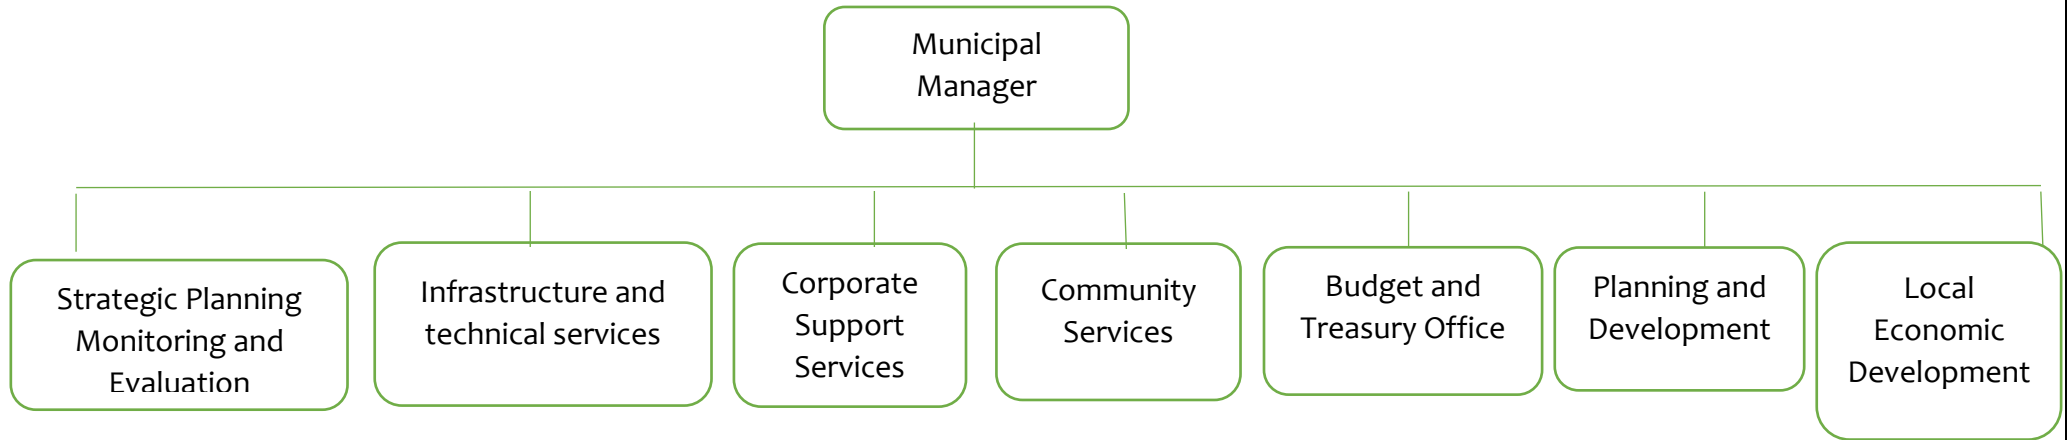 Municipal
Manager
Strategic Planning
Monitoring and
Evaluation
Infrastructure and
technical services
Corporate
Support
Services
Community
Services
Budget and
Treasury Office
Planning and
Development
Local
Economic
Development